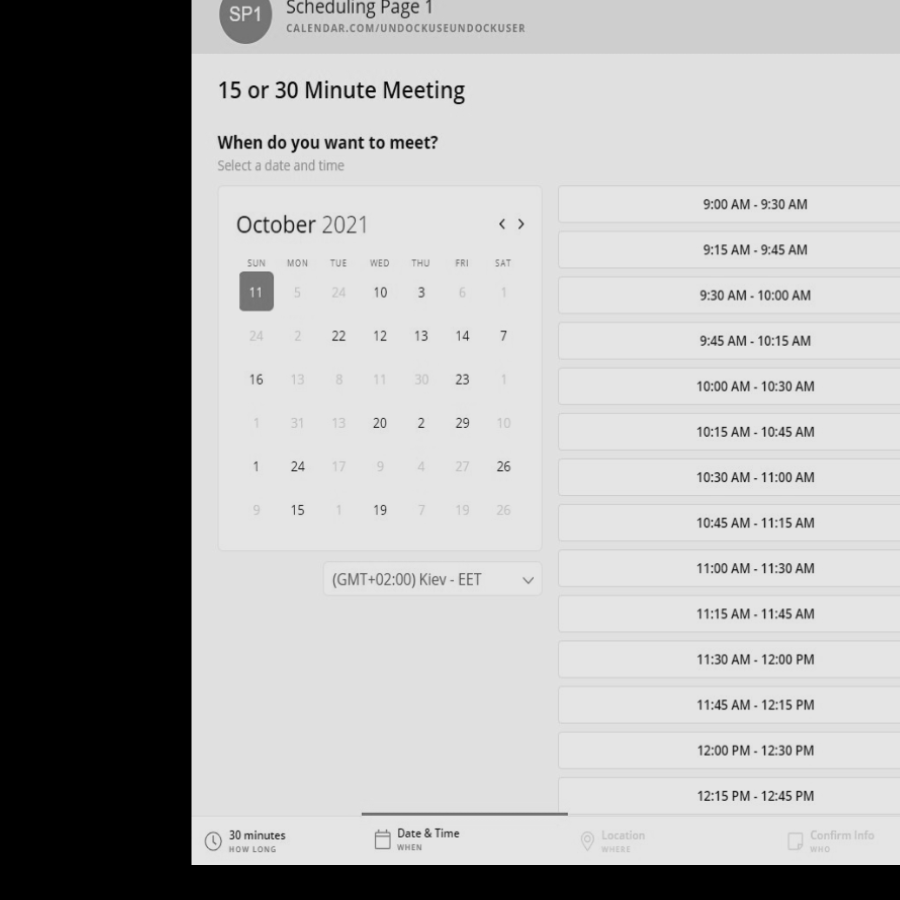 SP1
Scheduling Page 1
CALENDAR.COM/UNDOCKUSEUNDOCKUSER
15 or 30 Minute Meeting
When do you want to meet?
Select a date and time
October 2021
SUN MON TUE WED THU FRI SAT
11 5 24 10 3 6 1
24 2 22 12 13 14 7
16 13 8 11 30 23 1
1 31 13 20 2 29 10
1 24 17 9 4 27 26
9 15 1 19 7 19 26
(GMT+02:00) Kiev - EET
9:00 AM - 9:30 AM
9:15 AM - 9:45 AM
9:30 AM - 10:00 AM
9:45 AM - 10:15 AM
10:00 AM - 10:30 AM
10:15 AM - 10:45 AM
10:30 AM - 11:00 AM
10:45 AM - 11:15 AM
11:00 AM - 11:30 AM
11:15 AM - 11:45 AM
11:30 AM - 12:00 PM
11:45 AM - 12:15 PM
12:00 PM - 12:30 PM
12:15 PM - 12:45 PM
30 minutes
HOW LONG
Date & Time
WHEN
Location
WHERE
Confirm Info
WHO